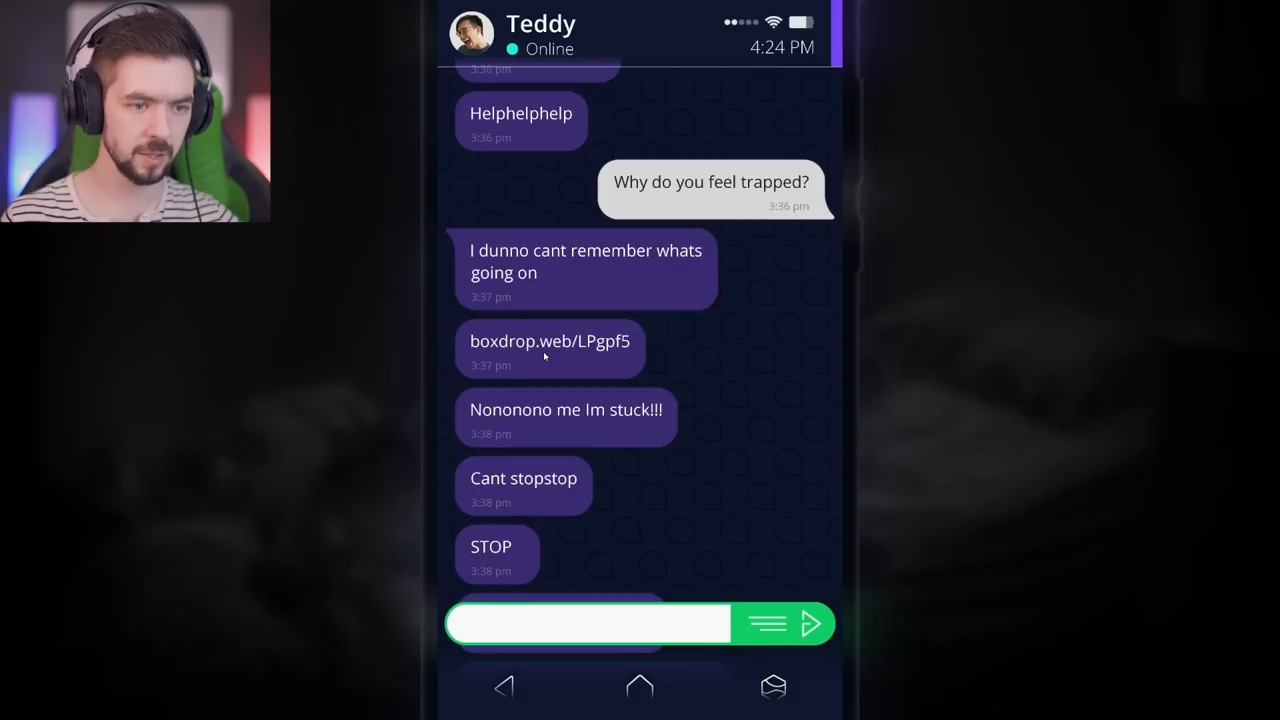 Teddy
Online
4:24 PM
3:36 pm
Helphelphelp
3:36 pm
Why do you feel trapped?
3:36 pm
I dunno cant remember whats
going on
3:37 pm
boxdrop.web/LPgpf5
3:37 pm
Nononono me Im stuck!!!
3:38 pm
Cant stopstop
3:38 pm
STOP
3:38 pm